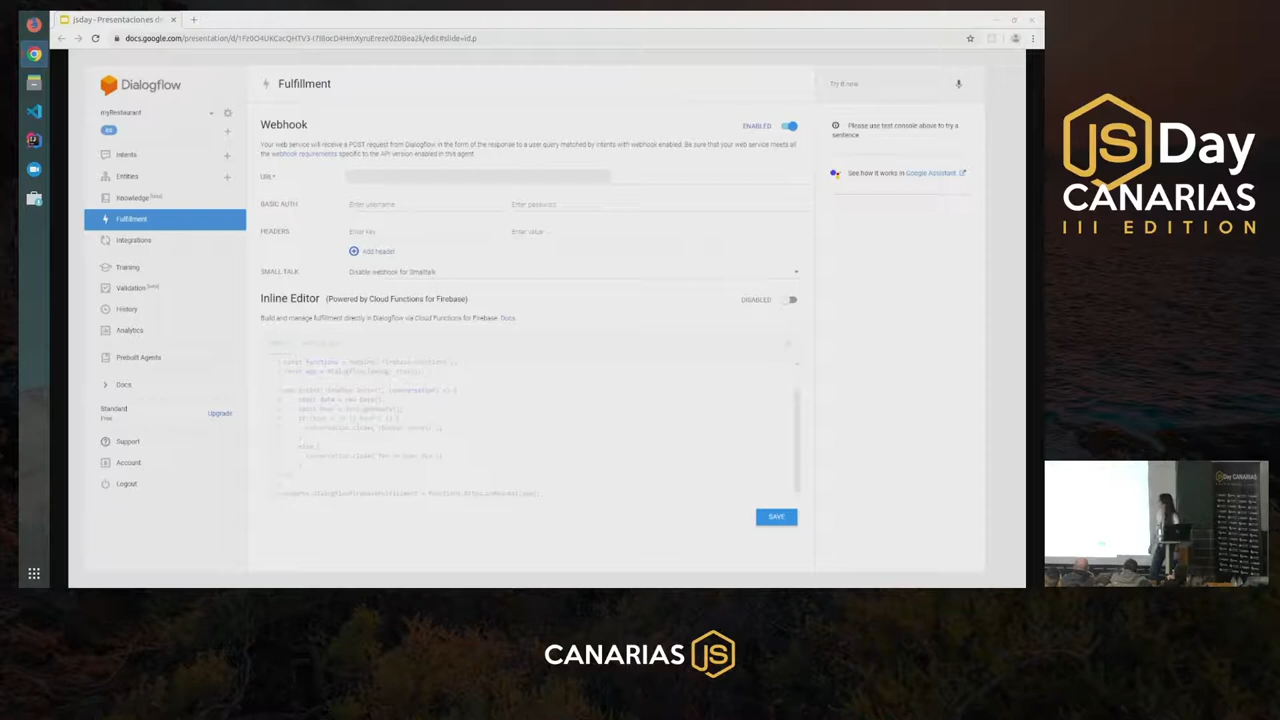 jsday - Presentaciones de
docs.google.com/presentation/d/
Dialogflow
Fulfillment
Try it now
myRestaurant
Webhook
ENABLED
Please use test console above to try a sentence
Your web service will receive a POST request from Dialogflow in the form of the response to a user query matched by intents with webhook enabled. Be sure that your web service meets all
the webhook requirements specific to the API version enabled in this agent
Intents
Entities
URL*
See how it works in Google Assistant
Knowledge [beta]
BASIC AUTH
Enter username
Enter password
Fulfillment
HEADERS
Enter key
Enter value
Integrations
Add header
SMALL TALK
Disable webhook for Smalltalk
Training
Validation [beta]
Inline Editor (Powered by Cloud Functions for Firebase)
DISABLED
History
Build and manage fulfillment directly in Dialogflow via Cloud Functions for Firebase. Docs
Analytics
Prebuilt Agents
Docs
Standard
Free
Upgrade
Support
Account
Logout
SAVE
JS Day
CANARIAS
III EDITION
JSDay CANARIAS
CANARIAS JS